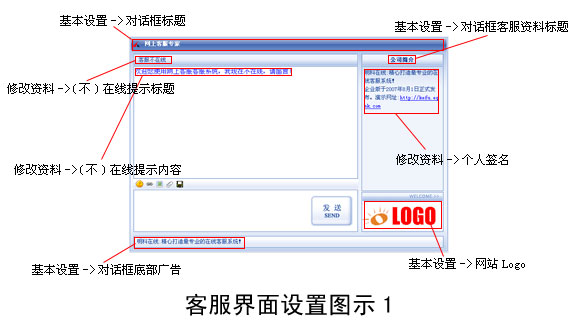 基本设置 -> 对话框标题
基本设置 -> 对话框客服资料标题
网上客服专家
客服不在线
公司简介
欢迎您使用网上客服客服系统，我现在不在线，请留言！
明科在线 精心打造最专业的在线客服系统
企业版于2007年8月1日正式发布。演示网址:http://kefu.ey
sk.com
修改资料 ->(不) 在线提示标题
修改资料 ->(不) 在线提示内容
修改资料 -> 个人签名
WELCOME >>
发 送
SEND
LOGO
明科在线 精心打造最专业的在线客服系统!
基本设置 -> 对话框底部广告
基本设置 -> 网站 Logo
客服界面设置图示 1